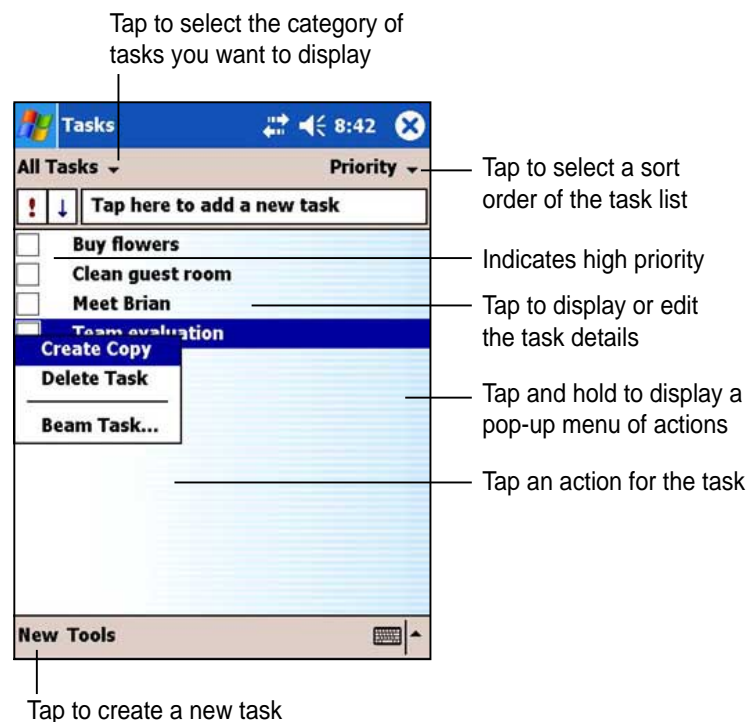 Tap to select the category of
tasks you want to display
Tasks 8:42
All Tasks Priority
Tap to select a sort
order of the task list
! ↓ Tap here to add a new task
Buy flowers
Indicates high priority
Clean guest room
Meet Brian
Tap to display or edit
the task details
Team evaluation
Create Copy
Delete Task
Tap and hold to display a
pop-up menu of actions
Beam Task...
Tap an action for the task
New Tools
Tap to create a new task